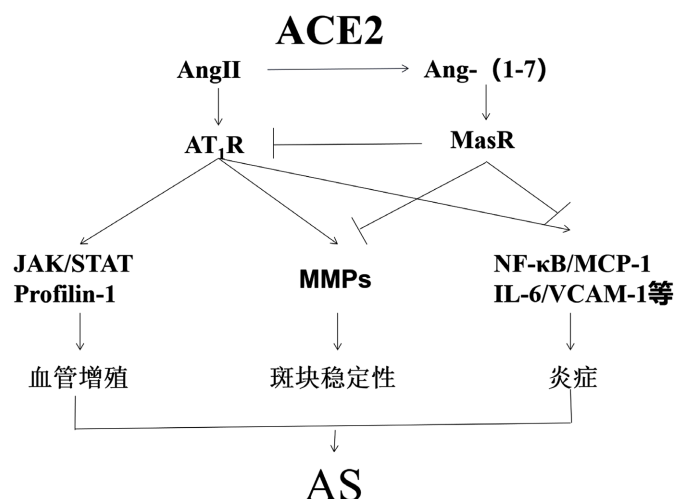 ACE2
AngII Ang-（1-7）
AT₁R MasR
JAK/STAT
Profilin-1
MMPs
NF-κB/MCP-1
IL-6/VCAM-1等
血管增殖 斑块稳定性 炎症
AS